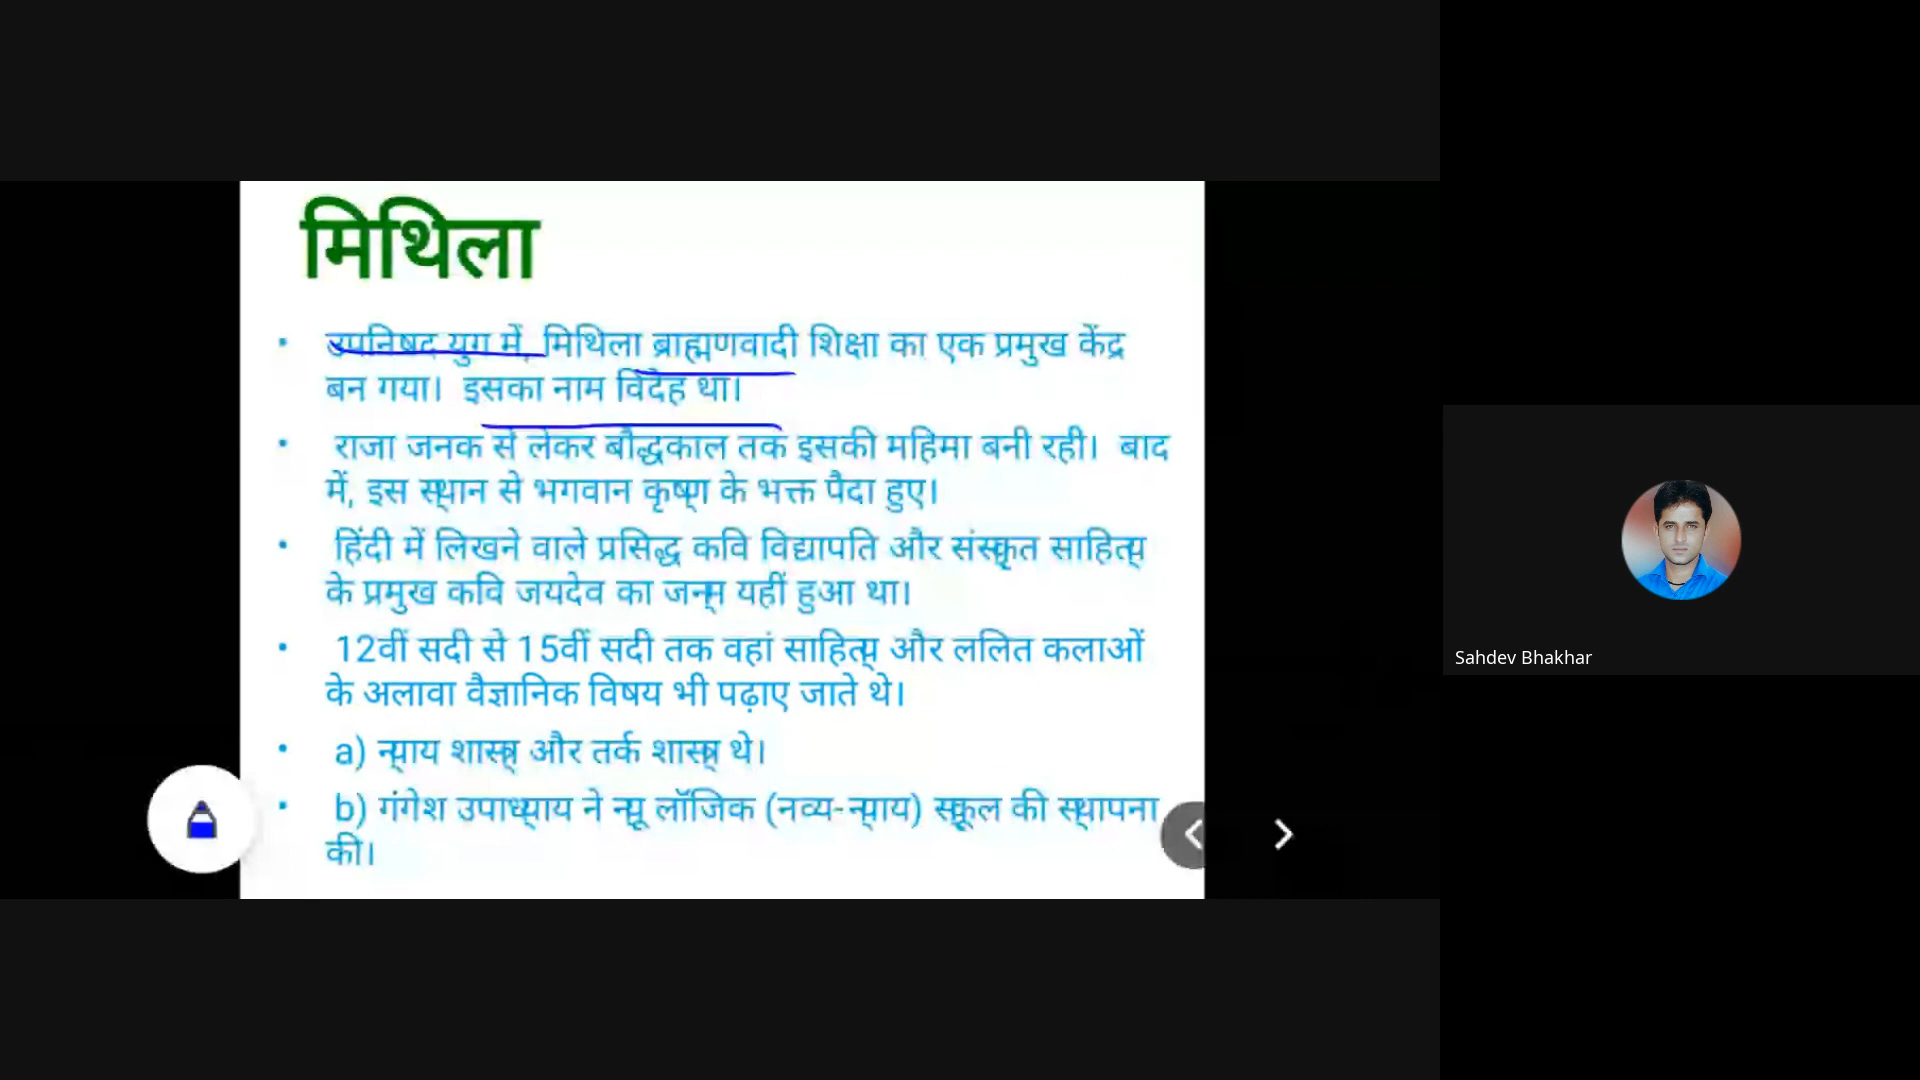 मिथिला
• उपनिषद युग में, मिथिला ब्राह्मणवादी शिक्षा का एक प्रमुख केंद्र
बन गया। इसका नाम विदेह था।
• राजा जनक से लेकर बौद्धकाल तक इसकी महिमा बनी रही। बाद
में, इस स्थान से भगवान कृष्ण के भक्त पैदा हुए।
• हिंदी में लिखने वाले प्रसिद्ध कवि विद्यापति और संस्कृत साहित्य
के प्रमुख कवि जयदेव का जन्म यहीं हुआ था।
• 12वीं सदी से 15वीं सदी तक वहां साहित्य और ललित कलाओं
के अलावा वैज्ञानिक विषय भी पढ़ाए जाते थे।
• a) न्याय शास्त्र और तर्क शास्त्र थे।
• b) गंगेश उपाध्याय ने न्यू लॉजिक (नव्य-न्याय) स्कूल की स्थापना
की।
Sahdev Bhakhar